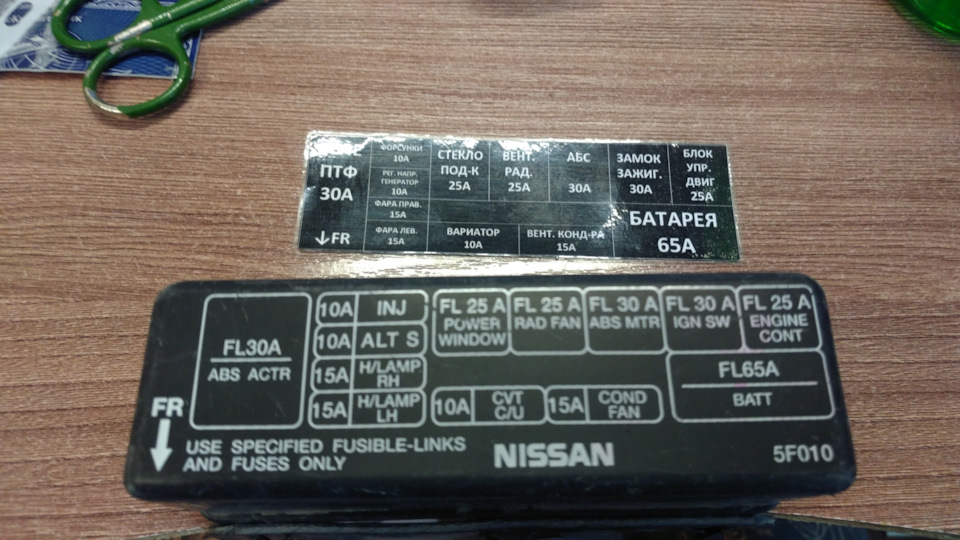 ПТФ
30А
↓FR
ФОРСУНКИ
10А
РЕГ. НАПР.
ГЕНЕРАТОР
10А
ФАРА ПРАВ.
15А
ФАРА ЛЕВ.
15А
СТЕКЛО
ПОД-К
25А
ВЕНТ.
РАД.
25А
АБС
30А
ЗАМОК
ЗАЖИГ.
30А
БЛОК
УПР.
ДВИГ
25А
ВАРИАТОР
10А
ВЕНТ. КОНД-РА
15А
БАТАРЕЯ
65А
FL30A
ABS ACTR
FR
10A INJ
10A ALT S
15A H/LAMP
RH
15A H/LAMP
LH
FL 25 A
POWER
WINDOW
FL 25 A
RAD FAN
FL 30 A
ABS MTR
FL 30 A
IGN SW
FL 25 A
ENGINE
CONT
10A CVT
C/U
15A COND
FAN
FL65A
BATT
USE SPECIFIED FUSIBLE-LINKS
AND FUSES ONLY
NISSAN
5F010